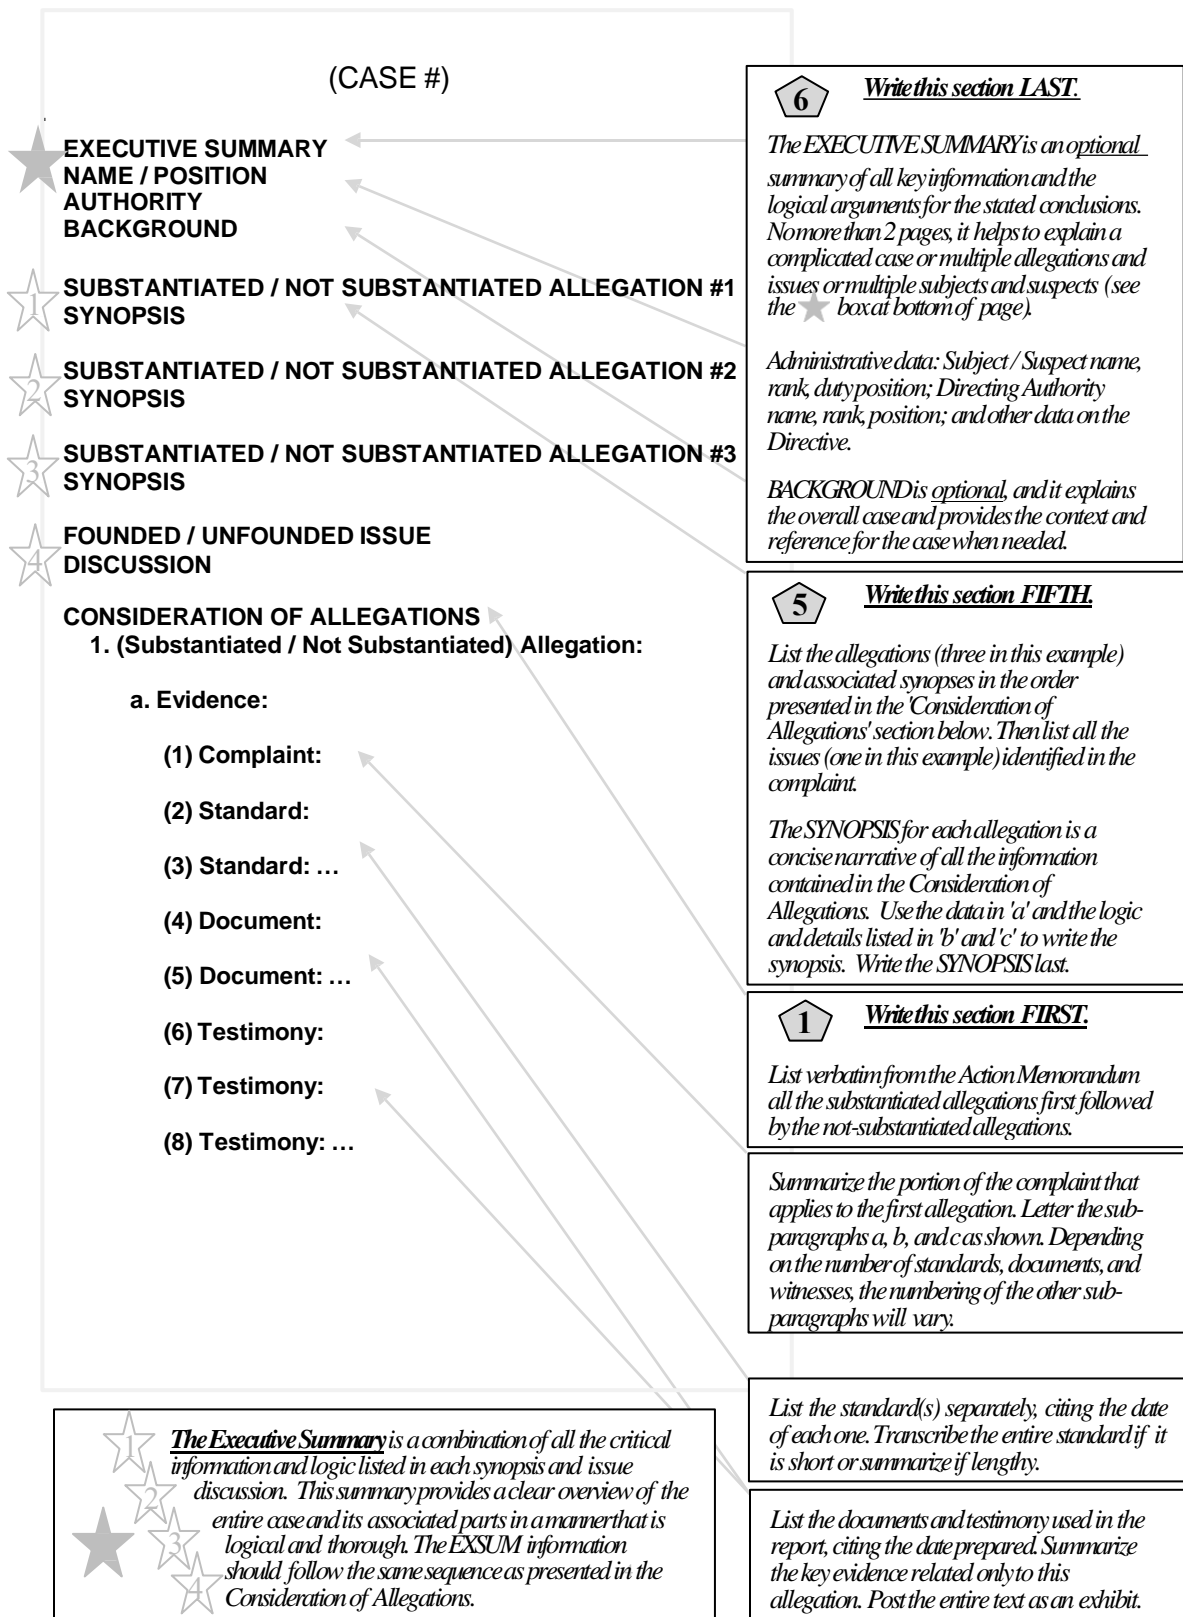 (CASE #)
EXECUTIVE SUMMARY
NAME / POSITION
AUTHORITY
BACKGROUND
1
SUBSTANTIATED / NOT SUBSTANTIATED ALLEGATION #1
SYNOPSIS
2
SUBSTANTIATED / NOT SUBSTANTIATED ALLEGATION #2
SYNOPSIS
3
SUBSTANTIATED / NOT SUBSTANTIATED ALLEGATION #3
SYNOPSIS
4
FOUNDED / UNFOUNDED ISSUE
DISCUSSION
CONSIDERATION OF ALLEGATIONS
1. (Substantiated / Not Substantiated) Allegation:
a. Evidence:
(1) Complaint:
(2) Standard:
(3) Standard: …
(4) Document:
(5) Document: …
(6) Testimony:
(7) Testimony:
(8) Testimony: …
6 Write this section LAST.
The EXECUTIVE SUMMARY is an optional
summary of all key information and the
logical arguments for the stated conclusions.
No more than 2 pages, it helps to explain a
complicated case or multiple allegations and
issues or multiple subjects and suspects (see
the box at bottom of page).
Administrative data: Subject / Suspect name,
rank, duty position; Directing Authority
name, rank, position; and other data on the
Directive.
BACKGROUND is optional, and it explains
the overall case and provides the context and
reference for the case when needed.
5 Write this section FIFTH.
List the allegations (three in this example)
and associated synopses in the order
presented in the 'Consideration of
Allegations' section below. Then list all the
issues (one in this example) identified in the
complaint.
The SYNOPSIS for each allegation is a
concise narrative of all the information
contained in the Consideration of
Allegations. Use the data in 'a' and the logic
and details listed in 'b' and 'c' to write the
synopsis. Write the SYNOPSIS last.
1 Write this section FIRST.
List verbatim from the Action Memorandum
all the substantiated allegations first followed
by the not-substantiated allegations.
Summarize the portion of the complaint that
applies to the first allegation. Letter the sub-
paragraphs a, b, and c as shown. Depending
on the number of standards, documents, and
witnesses, the numbering of the other sub-
paragraphs will vary.
List the standard(s) separately, citing the date
of each one. Transcribe the entire standard if it
is short or summarize if lengthy.
List the documents and testimony used in the
report, citing the date prepared. Summarize
the key evidence related only to this
allegation. Post the entire text as an exhibit.
1
2
3
4
The Executive Summary is a combination of all the critical
information and logic listed in each synopsis and issue
discussion. This summary provides a clear overview of the
entire case and its associated parts in a manner that is
logical and thorough. The EXSUM information
should follow the same sequence as presented in the
Consideration of Allegations.